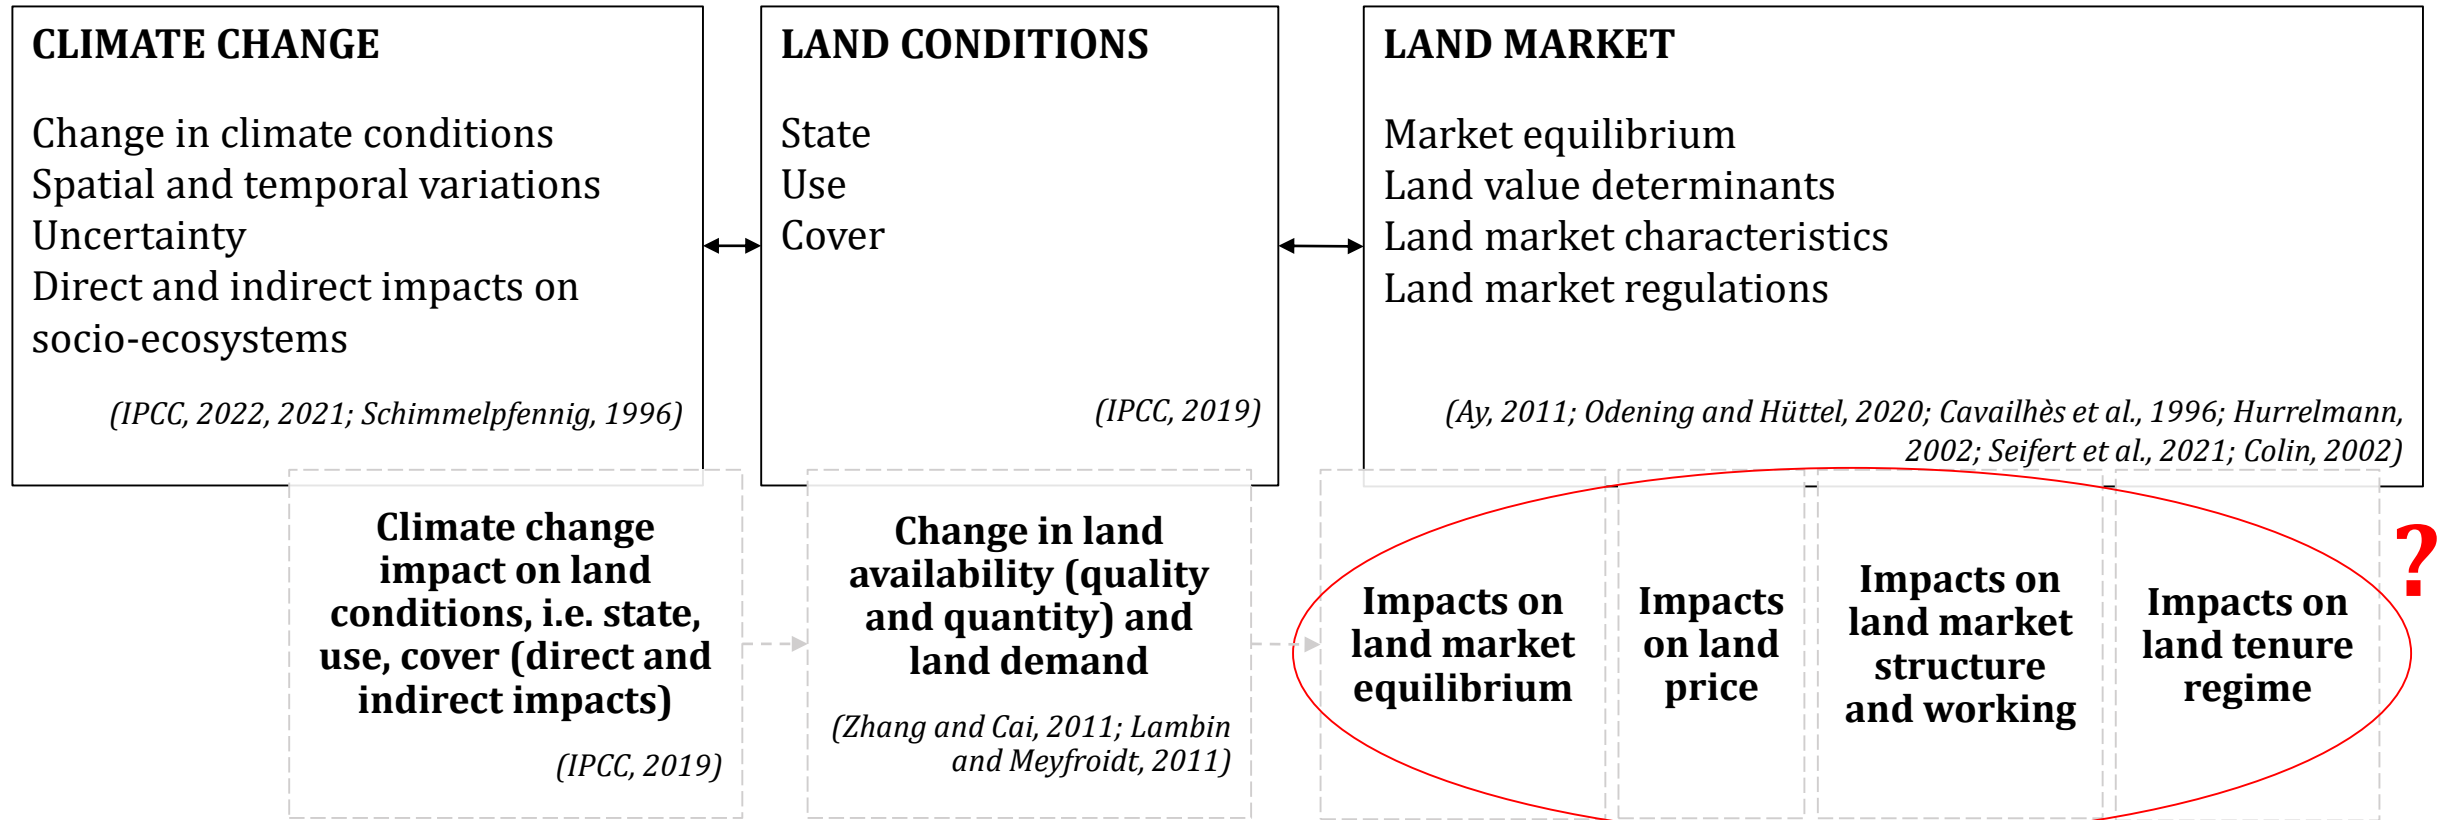 CLIMATE CHANGE
Change in climate conditions
Spatial and temporal variations
Uncertainty
Direct and indirect impacts on
socio-ecosystems
(IPCC, 2022, 2021; Schimmelpfennig, 1996)
LAND CONDITIONS
State
Use
Cover
(IPCC, 2019)
LAND MARKET
Market equilibrium
Land value determinants
Land market characteristics
Land market regulations
(Ay, 2011; Odening and Hüttel, 2020; Cavailhès et al., 1996; Hurrelmann,
2002; Seifert et al., 2021; Colin, 2002)
Climate change
impact on land
conditions, i.e. state,
use, cover (direct and
indirect impacts)
(IPCC, 2019)
Change in land
availability (quality
and quantity) and
land demand
(Zhang and Cai, 2011; Lambin
and Meyfroidt, 2011)
Impacts on
land market
equilibrium
Impacts
on land
price
Impacts on
land market
structure
and working
Impacts on
land tenure
regime
?